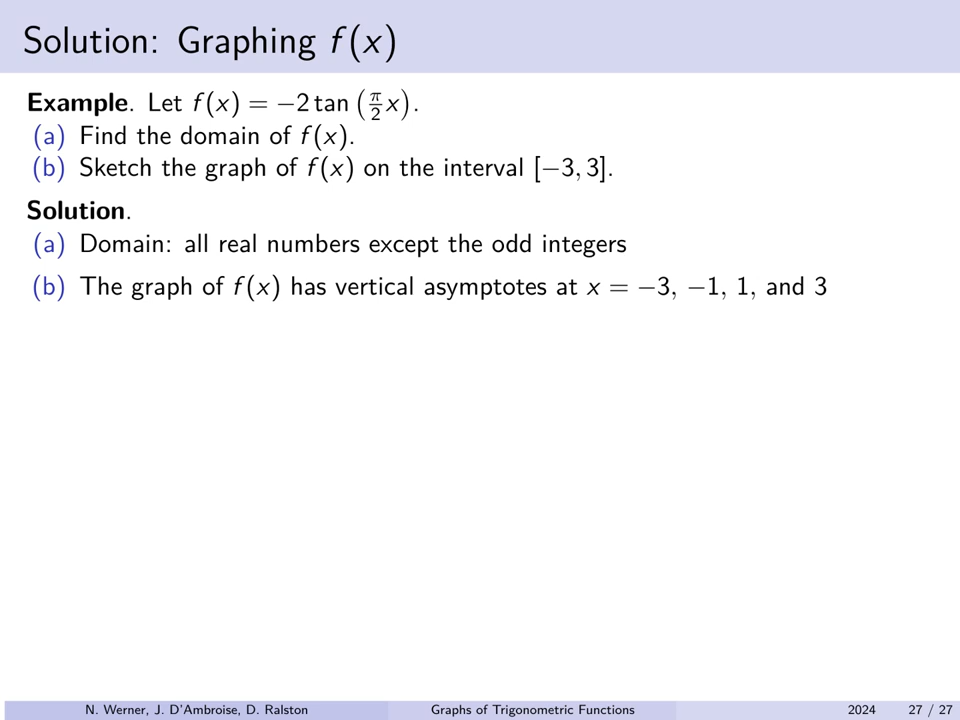 Solution: Graphing f(x)
Example. Let f(x) = −2 tan (π/2 x).
(a) Find the domain of f(x).
(b) Sketch the graph of f(x) on the interval [−3, 3].
Solution.
(a) Domain: all real numbers except the odd integers
(b) The graph of f(x) has vertical asymptotes at x = −3, −1, 1, and 3
N. Werner, J. D'Ambroise, D. Ralston Graphs of Trigonometric Functions 2024 27 / 27